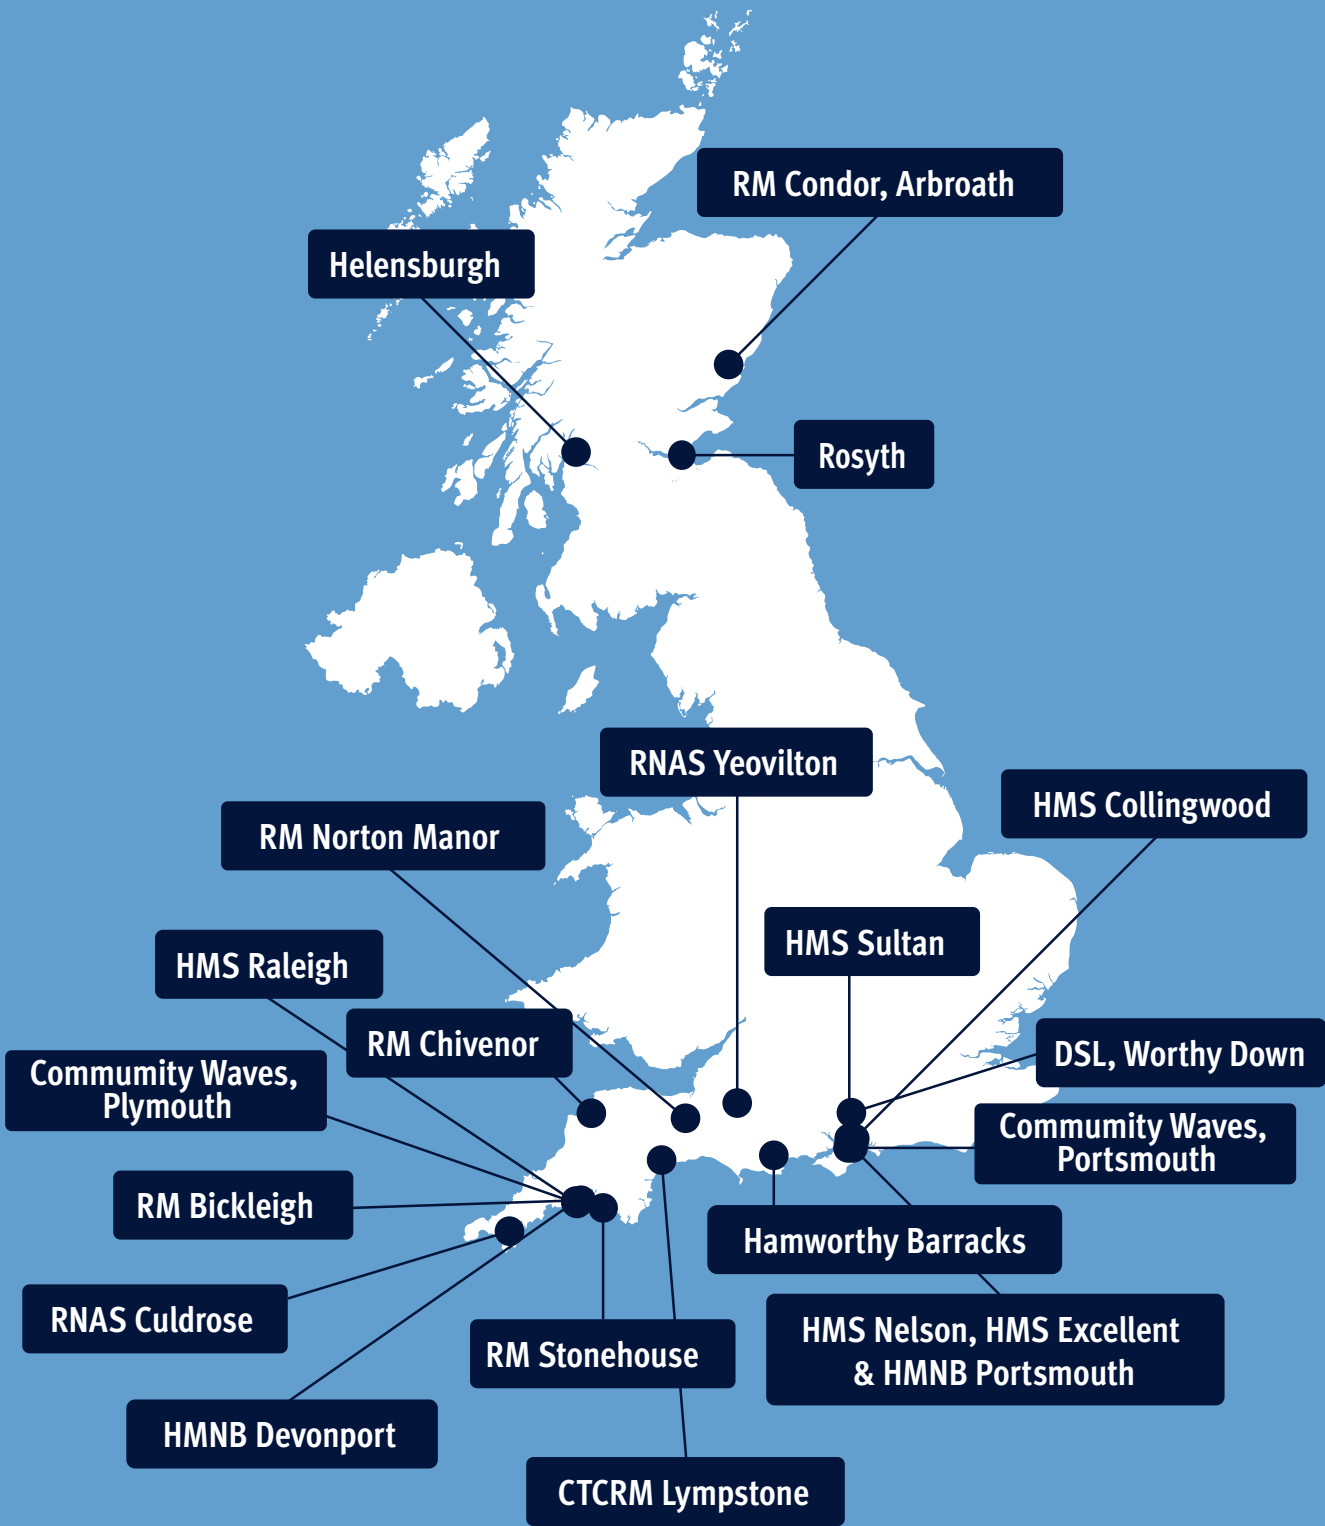 RM Condor, Arbroath
Helensburgh
Rosyth
RNAS Yeovilton
HMS Collingwood
RM Norton Manor
HMS Sultan
HMS Raleigh
RM Chivenor
DSL, Worthy Down
Commumity Waves,
Plymouth
Community Waves,
Portsmouth
RM Bickleigh
Hamworthy Barracks
RNAS Culdrose
HMS Nelson, HMS Excellent
& HMNB Portsmouth
RM Stonehouse
HMNB Devonport
CTCRM Lympstone